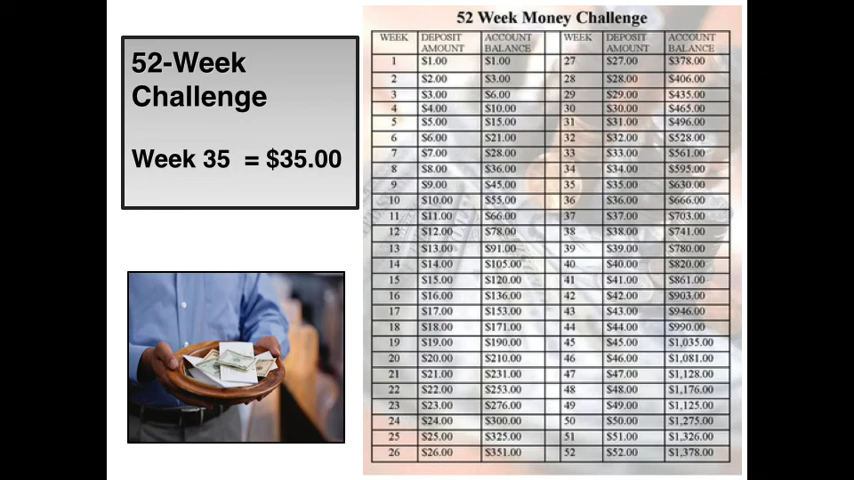 52-Week
Challenge
Week 35 = $35.00
52 Week Money Challenge
WEEK DEPOSIT AMOUNT ACCOUNT BALANCE WEEK DEPOSIT AMOUNT ACCOUNT BALANCE
1 $1.00 $1.00 27 $27.00 $378.00
2 $2.00 $3.00 28 $28.00 $406.00
3 $3.00 $6.00 29 $29.00 $435.00
4 $4.00 $10.00 30 $30.00 $465.00
5 $5.00 $15.00 31 $31.00 $496.00
6 $6.00 $21.00 32 $32.00 $528.00
7 $7.00 $28.00 33 $33.00 $561.00
8 $8.00 $36.00 34 $34.00 $595.00
9 $9.00 $45.00 35 $35.00 $630.00
10 $10.00 $55.00 36 $36.00 $666.00
11 $11.00 $66.00 37 $37.00 $703.00
12 $12.00 $78.00 38 $38.00 $741.00
13 $13.00 $91.00 39 $39.00 $780.00
14 $14.00 $105.00 40 $40.00 $820.00
15 $15.00 $120.00 41 $41.00 $861.00
16 $16.00 $136.00 42 $42.00 $903.00
17 $17.00 $153.00 43 $43.00 $946.00
18 $18.00 $171.00 44 $44.00 $990.00
19 $19.00 $190.00 45 $45.00 $1,035.00
20 $20.00 $210.00 46 $46.00 $1,081.00
21 $21.00 $231.00 47 $47.00 $1,128.00
22 $22.00 $253.00 48 $48.00 $1,176.00
23 $23.00 $276.00 49 $49.00 $1,125.00
24 $24.00 $300.00 50 $50.00 $1,275.00
25 $25.00 $325.00 51 $51.00 $1,326.00
26 $26.00 $351.00 52 $52.00 $1,378.00